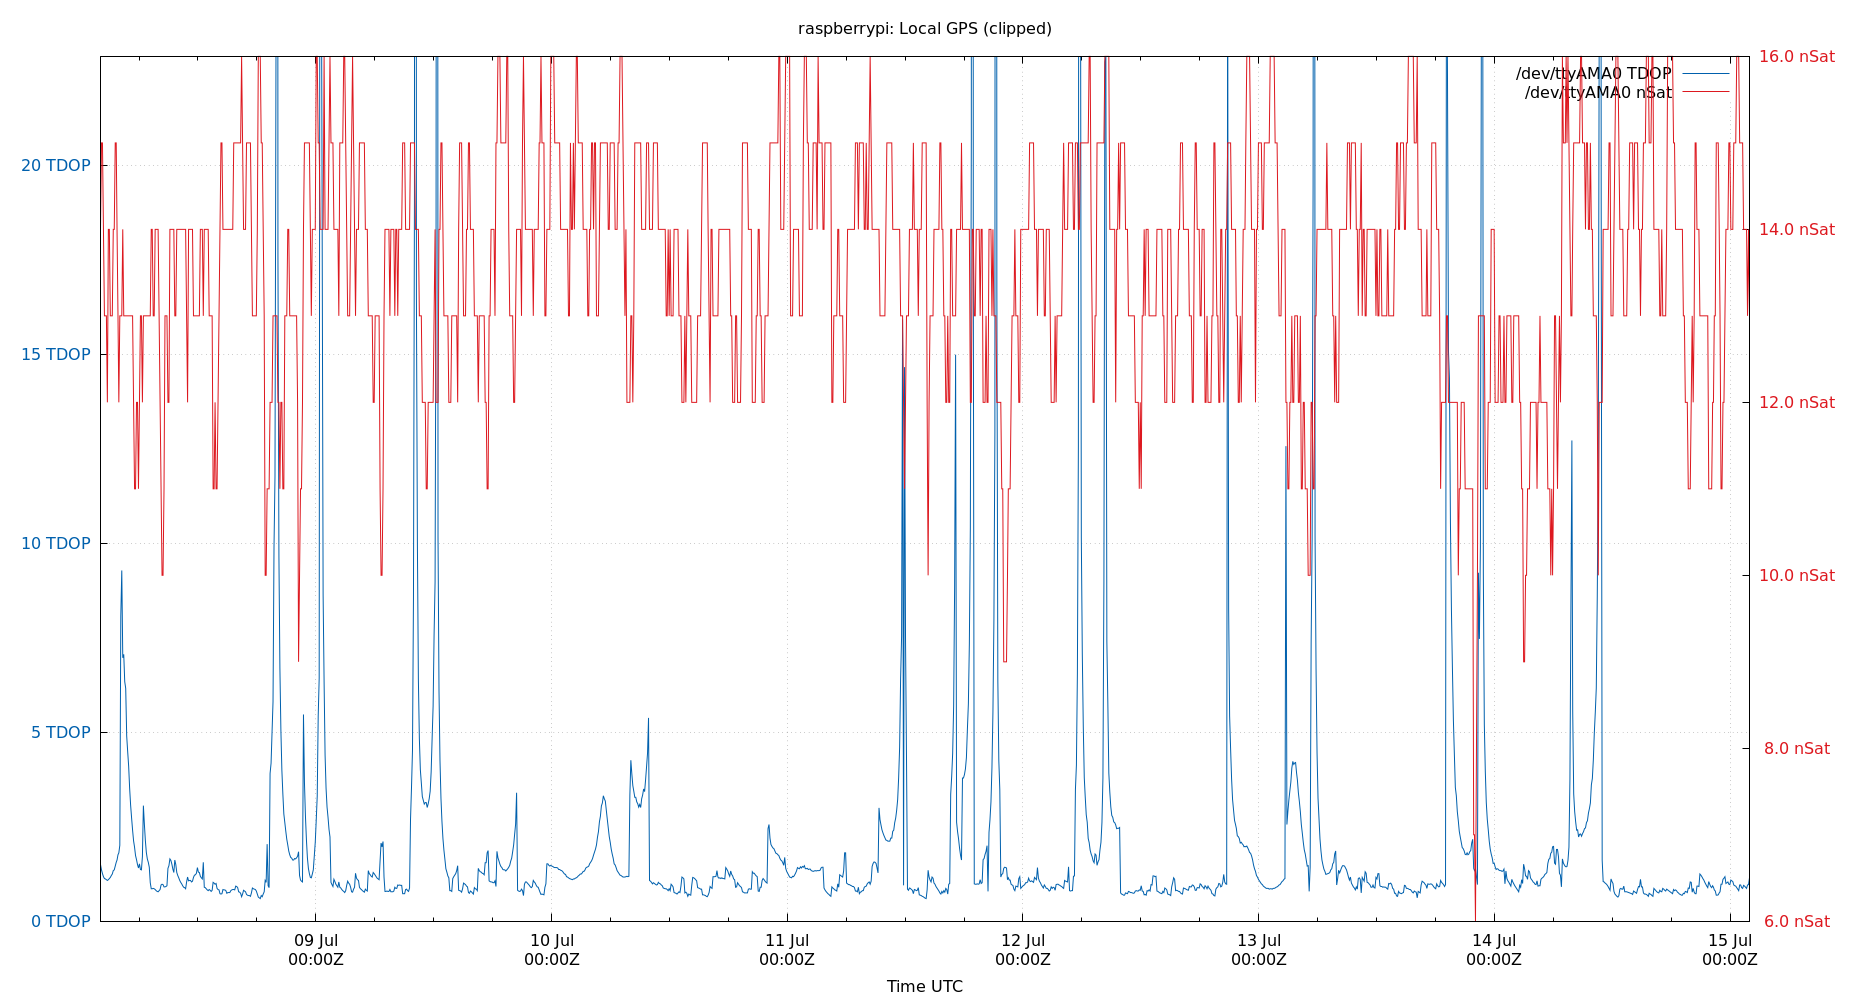 raspberrypi: Local GPS (clipped)
/dev/ttyAMA0 TDOP
/dev/ttyAMA0 nSat
20 TDOP
15 TDOP
10 TDOP
5 TDOP
0 TDOP
16.0 nSat
14.0 nSat
12.0 nSat
10.0 nSat
8.0 nSat
6.0 nSat
09 Jul 10 Jul 11 Jul 12 Jul 13 Jul 14 Jul 15 Jul
00:00Z 00:00Z 00:00Z 00:00Z 00:00Z 00:00Z 00:00Z
Time UTC